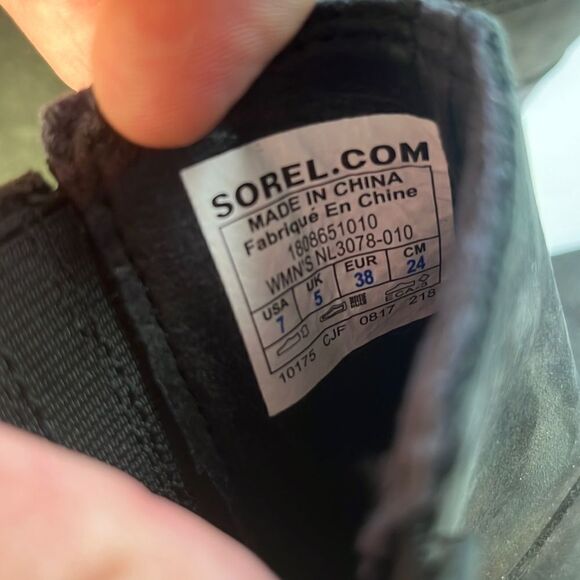 SOREL.COM
MADE IN CHINA
Fabriqué En Chine
1808651010
WMN'S NL3078-010
USA UK EUR CM
7 5 38 24
10175 CJF 0817 218